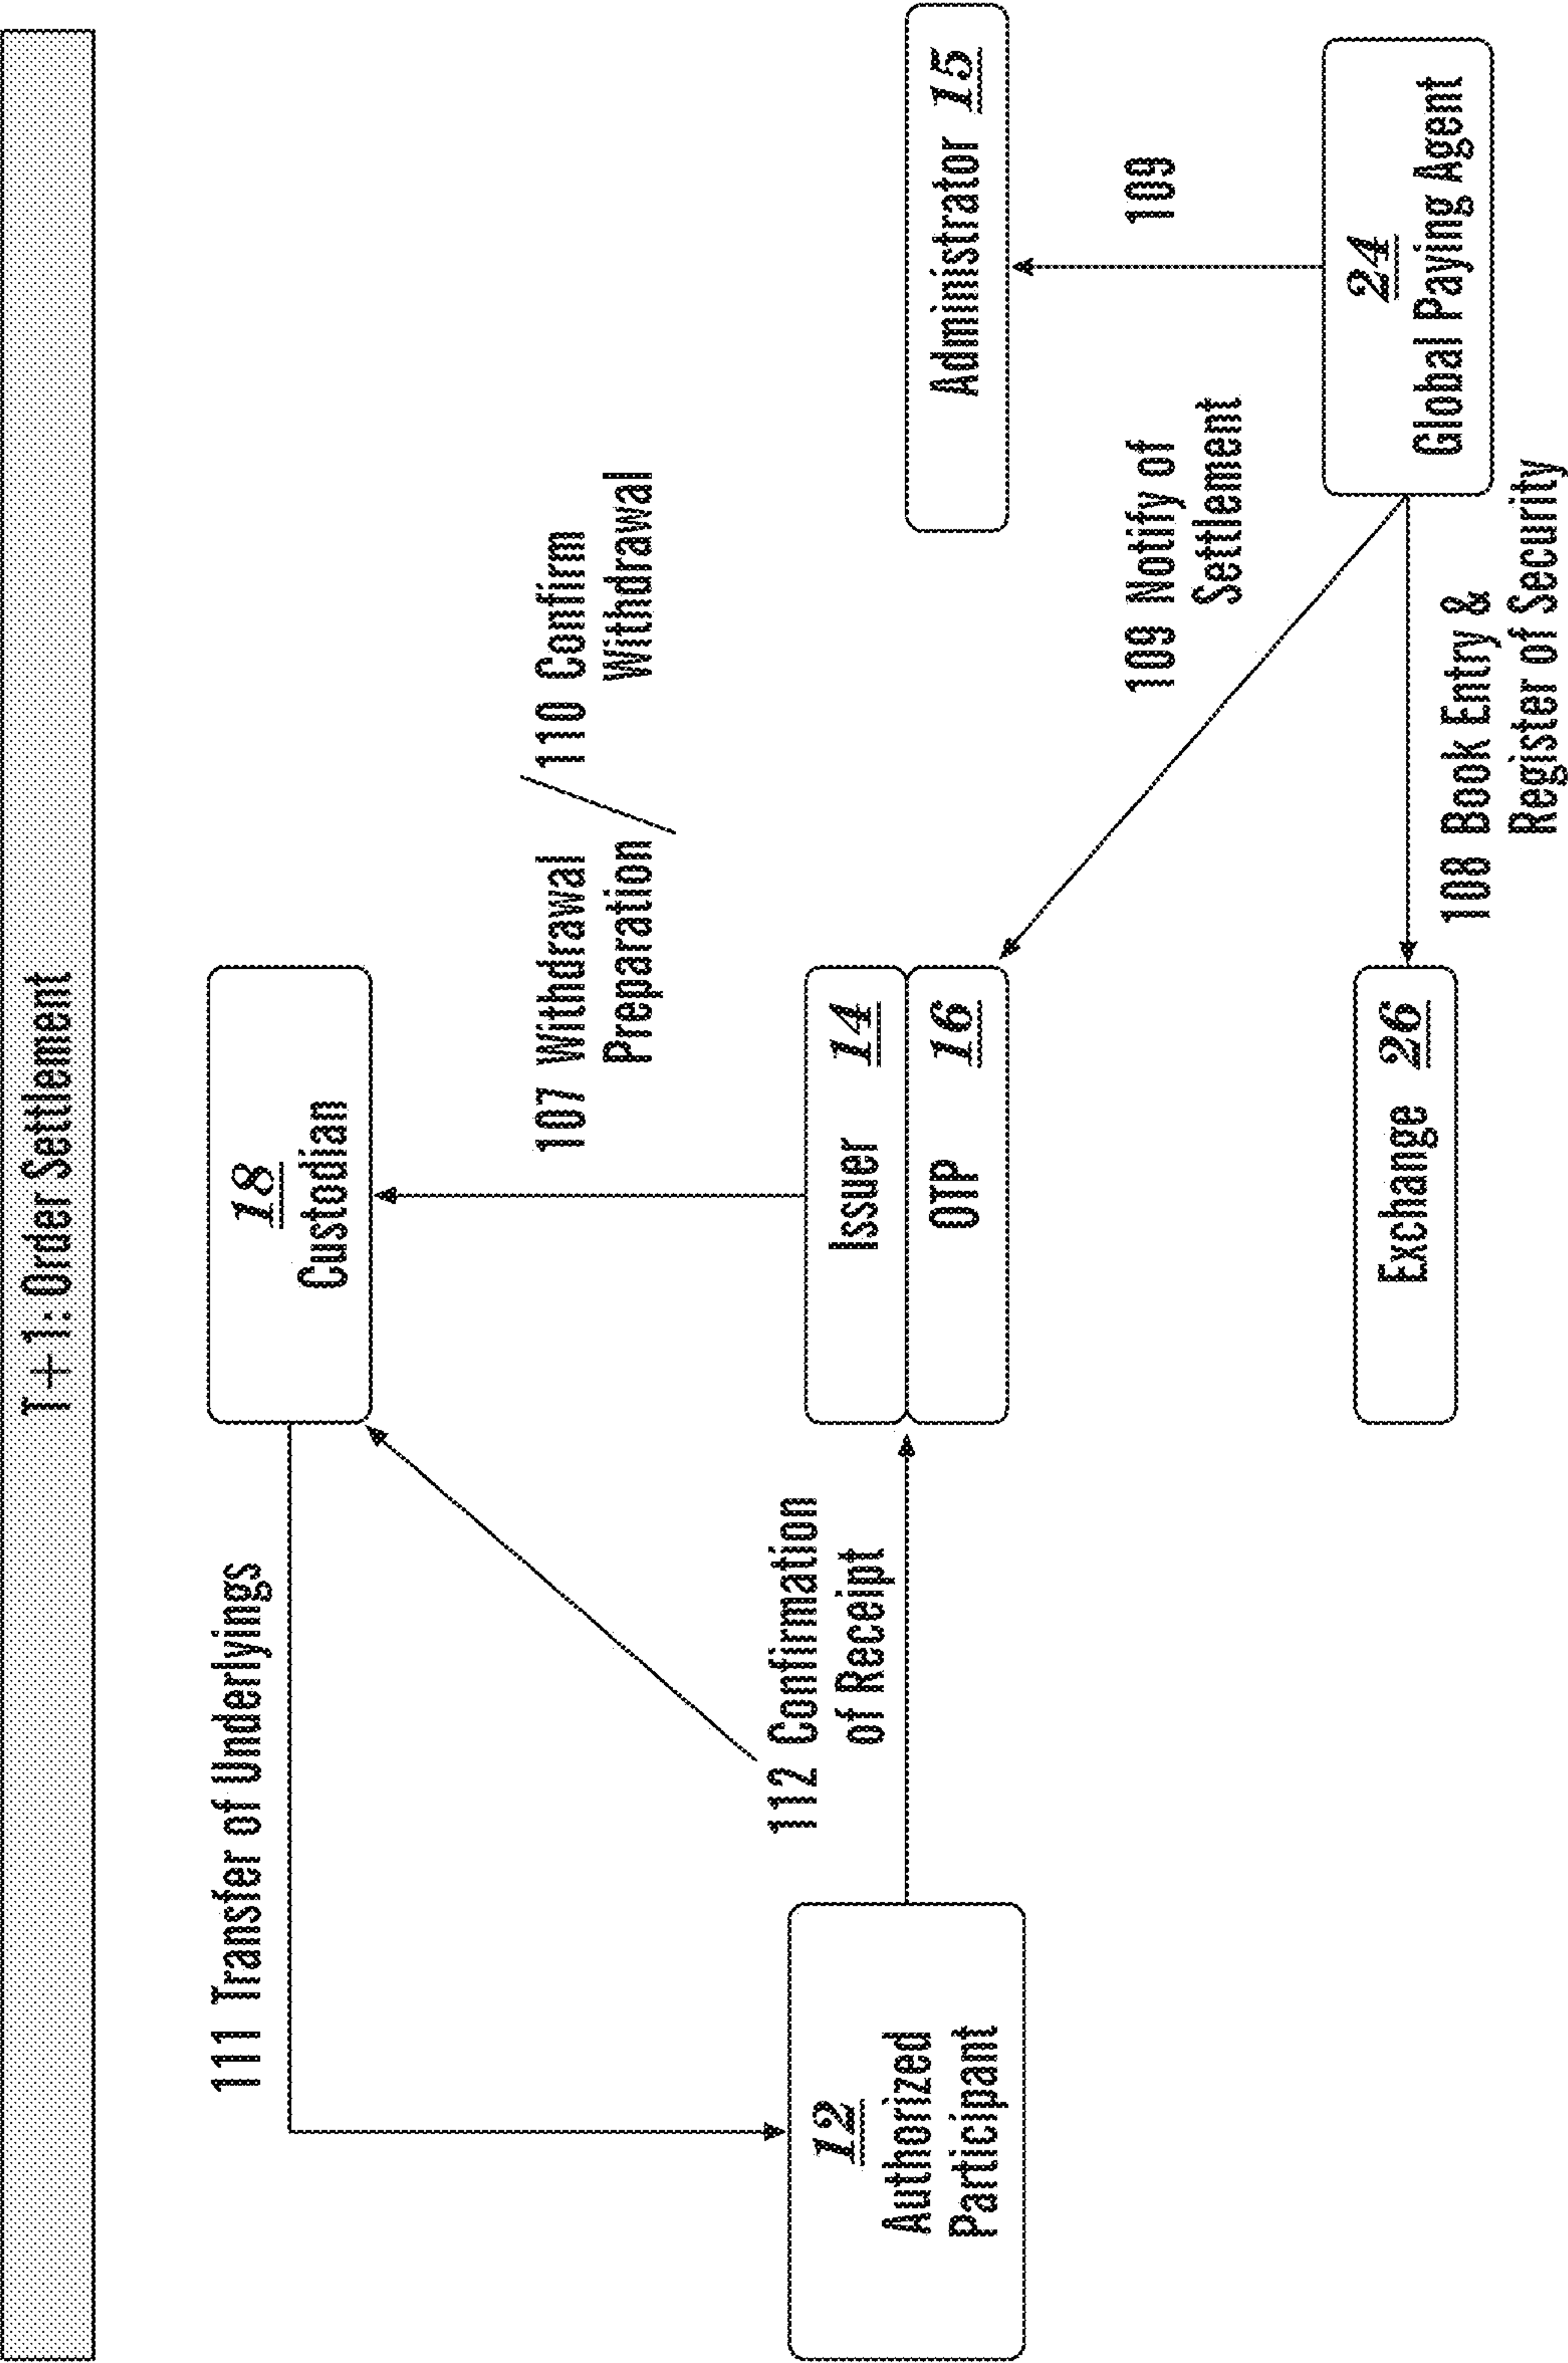 T + 1: Order Settlement
18
Custodian
111 Transfer of Underlyings
107 Withdrawal
Preparation
110 Confirm
Withdrawal
112 Confirmation
of Receipt
12
Authorized
Participant
Issuer 14
OTP 16
Administrator 15
109 Notify of
Settlement
109
Exchange 26
24
Global Paying Agent
108 Book Entry &
Register of Security